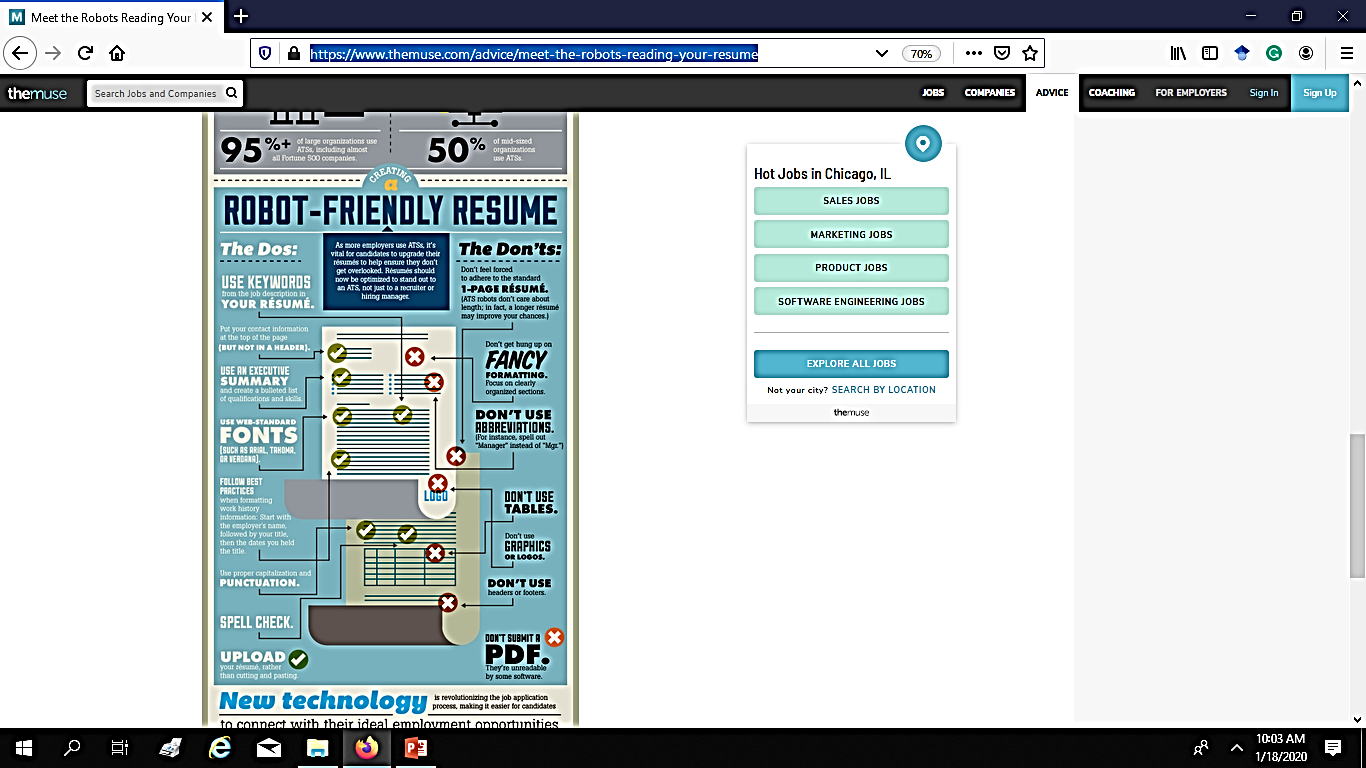 Meet the Robots Reading Your
https://www.themuse.com/advice/meet-the-robots-reading-your-resume
70%
themuse
Search Jobs and Companies
JOBS
COMPANIES
ADVICE
COACHING
FOR EMPLOYERS
Sign In
Sign Up
95%+
of large organizations use
ATSs, including almost
all Fortune 500 companies.
50%
of mid-sized
organizations
use ATSs.
CREATING
a
ROBOT-FRIENDLY RESUME
The Dos:
USE KEYWORDS
from the job description in
YOUR RÉSUMÉ.
Put your contact information
at the top of the page
(BUT NOT IN A HEADER).
USE AN EXECUTIVE
SUMMARY
and create a bulleted list
of qualifications and skills.
USE WEB-STANDARD
FONTS
(SUCH AS ARIAL, TAHOMA,
OR VERDANA).
FOLLOW BEST
PRACTICES
when formatting
work history
information: Start with
the employer's name,
followed by your title,
then the dates you held
the title.
Use proper capitalization and
PUNCTUATION.
SPELL CHECK.
UPLOAD
your résumé, rather
than cutting and pasting.
As more employers use ATSs, it's
vital for candidates to upgrade their
résumés to help ensure they don't
get overlooked. Résumés should
now be optimized to stand out to
an ATS, not just to a recruiter or
hiring manager.
LOGO
The Don'ts:
Don't feel forced
to adhere to the standard
1-PAGE RÉSUMÉ.
(ATS robots don't care about
length; in fact, a longer résumé
may improve your chances.)
Don't get hung up on
FANCY
FORMATTING.
Focus on clearly
organized sections.
DON'T USE
ABBREVIATIONS.
(For instance, spell out
"Manager" instead of "Mgr.")
DON'T USE
TABLES.
Don't use
GRAPHICS
OR LOGOS.
DON'T USE
headers or footers.
DON'T SUBMIT A
PDF.
They're unreadable
by some software.
New technology
is revolutionizing the job application
process, making it easier for candidates
to connect with their ideal employment opportunities
Hot Jobs in Chicago, IL
SALES JOBS
MARKETING JOBS
PRODUCT JOBS
SOFTWARE ENGINEERING JOBS
EXPLORE ALL JOBS
Not your city? SEARCH BY LOCATION
themuse
10:03 AM
1/18/2020